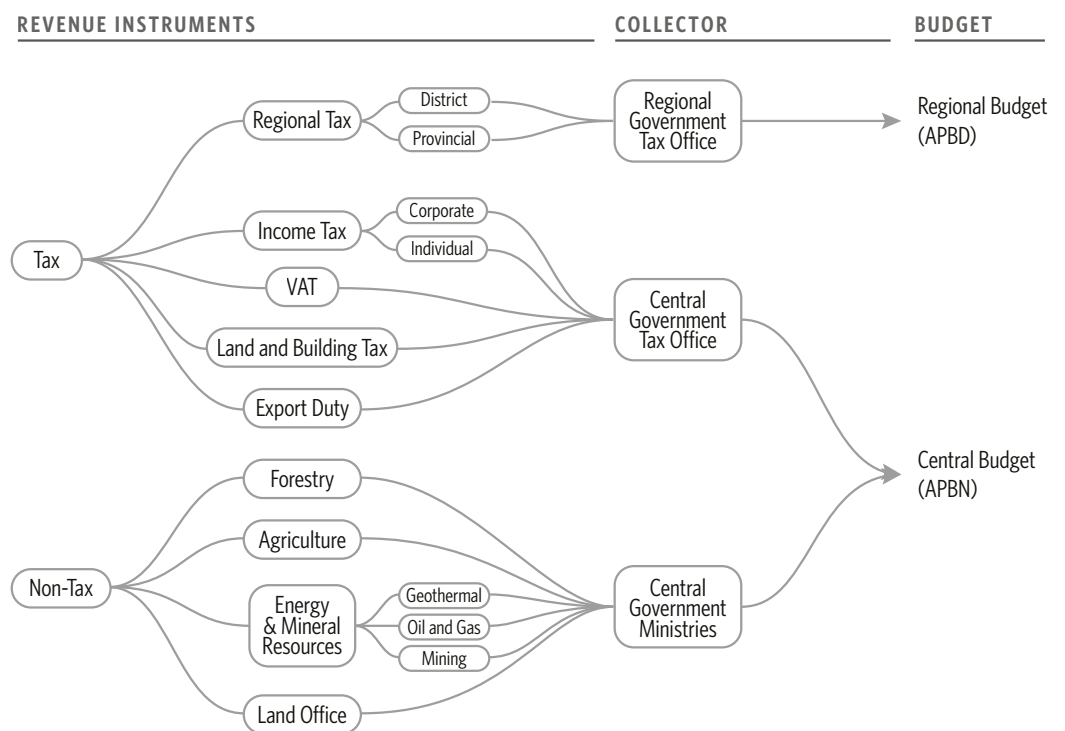 REVENUE INSTRUMENTS
COLLECTOR
BUDGET
Tax
Regional Tax
District
Provincial
Regional
Government
Tax Office
Regional Budget
(APBD)
Income Tax
Corporate
Individual
VAT
Land and Building Tax
Export Duty
Central
Government
Tax Office
Central Budget
(APBN)
Non-Tax
Forestry
Agriculture
Energy
& Mineral
Resources
Geothermal
Oil and Gas
Mining
Land Office
Central
Government
Ministries